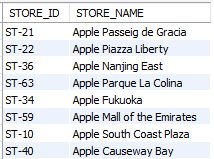 STORE_ID STORE_NAME
ST-21 Apple Passeig de Gracia
ST-22 Apple Piazza Liberty
ST-36 Apple Nanjing East
ST-63 Apple Parque La Colina
ST-34 Apple Fukuoka
ST-59 Apple Mall of the Emirates
ST-10 Apple South Coast Plaza
ST-40 Apple Causeway Bay